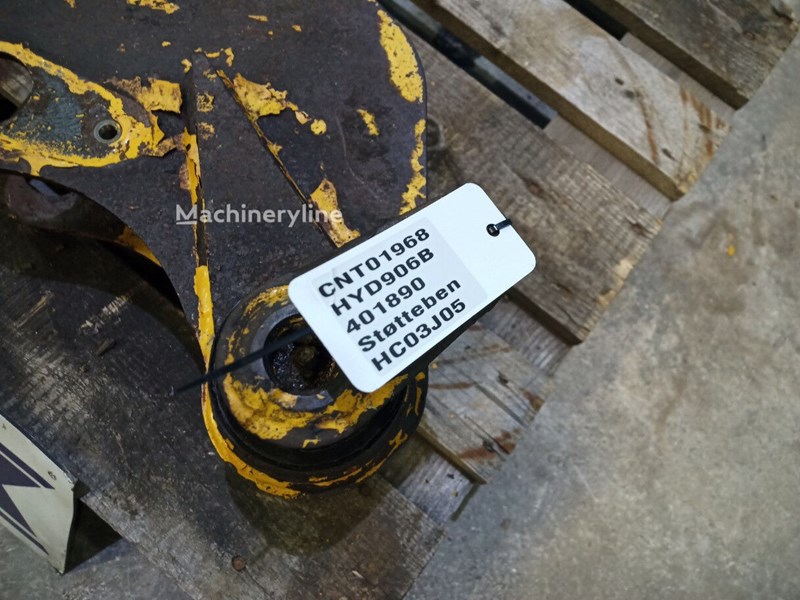 Machineryline
CNT01968
HYD906B
401890
Støtteben
HC03J05